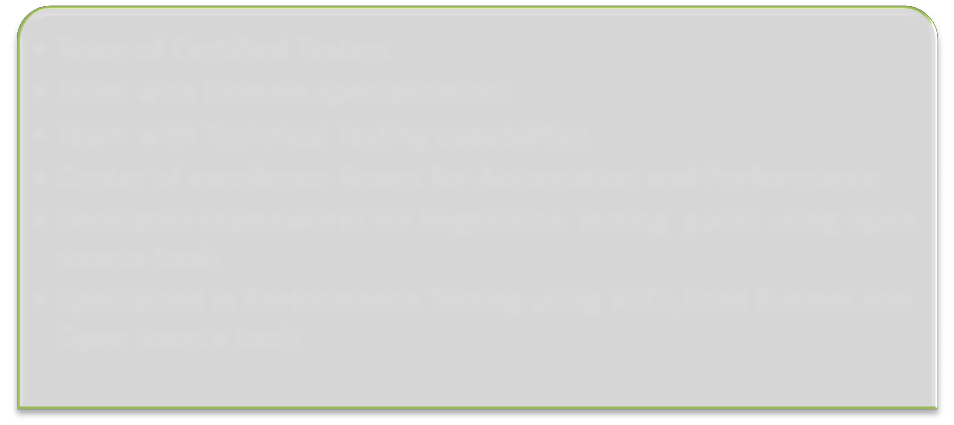 • Team of Certified Testers
• Team with Domain specialization
• Team with Technical Testing capabilities
• Center of excellence teams for Automation and Performance
• Dedicated Frameworks for Regression Testing packs using open
source tools
• Specialized in Performance Testing using VSTS,Load Runner and
Open source tools